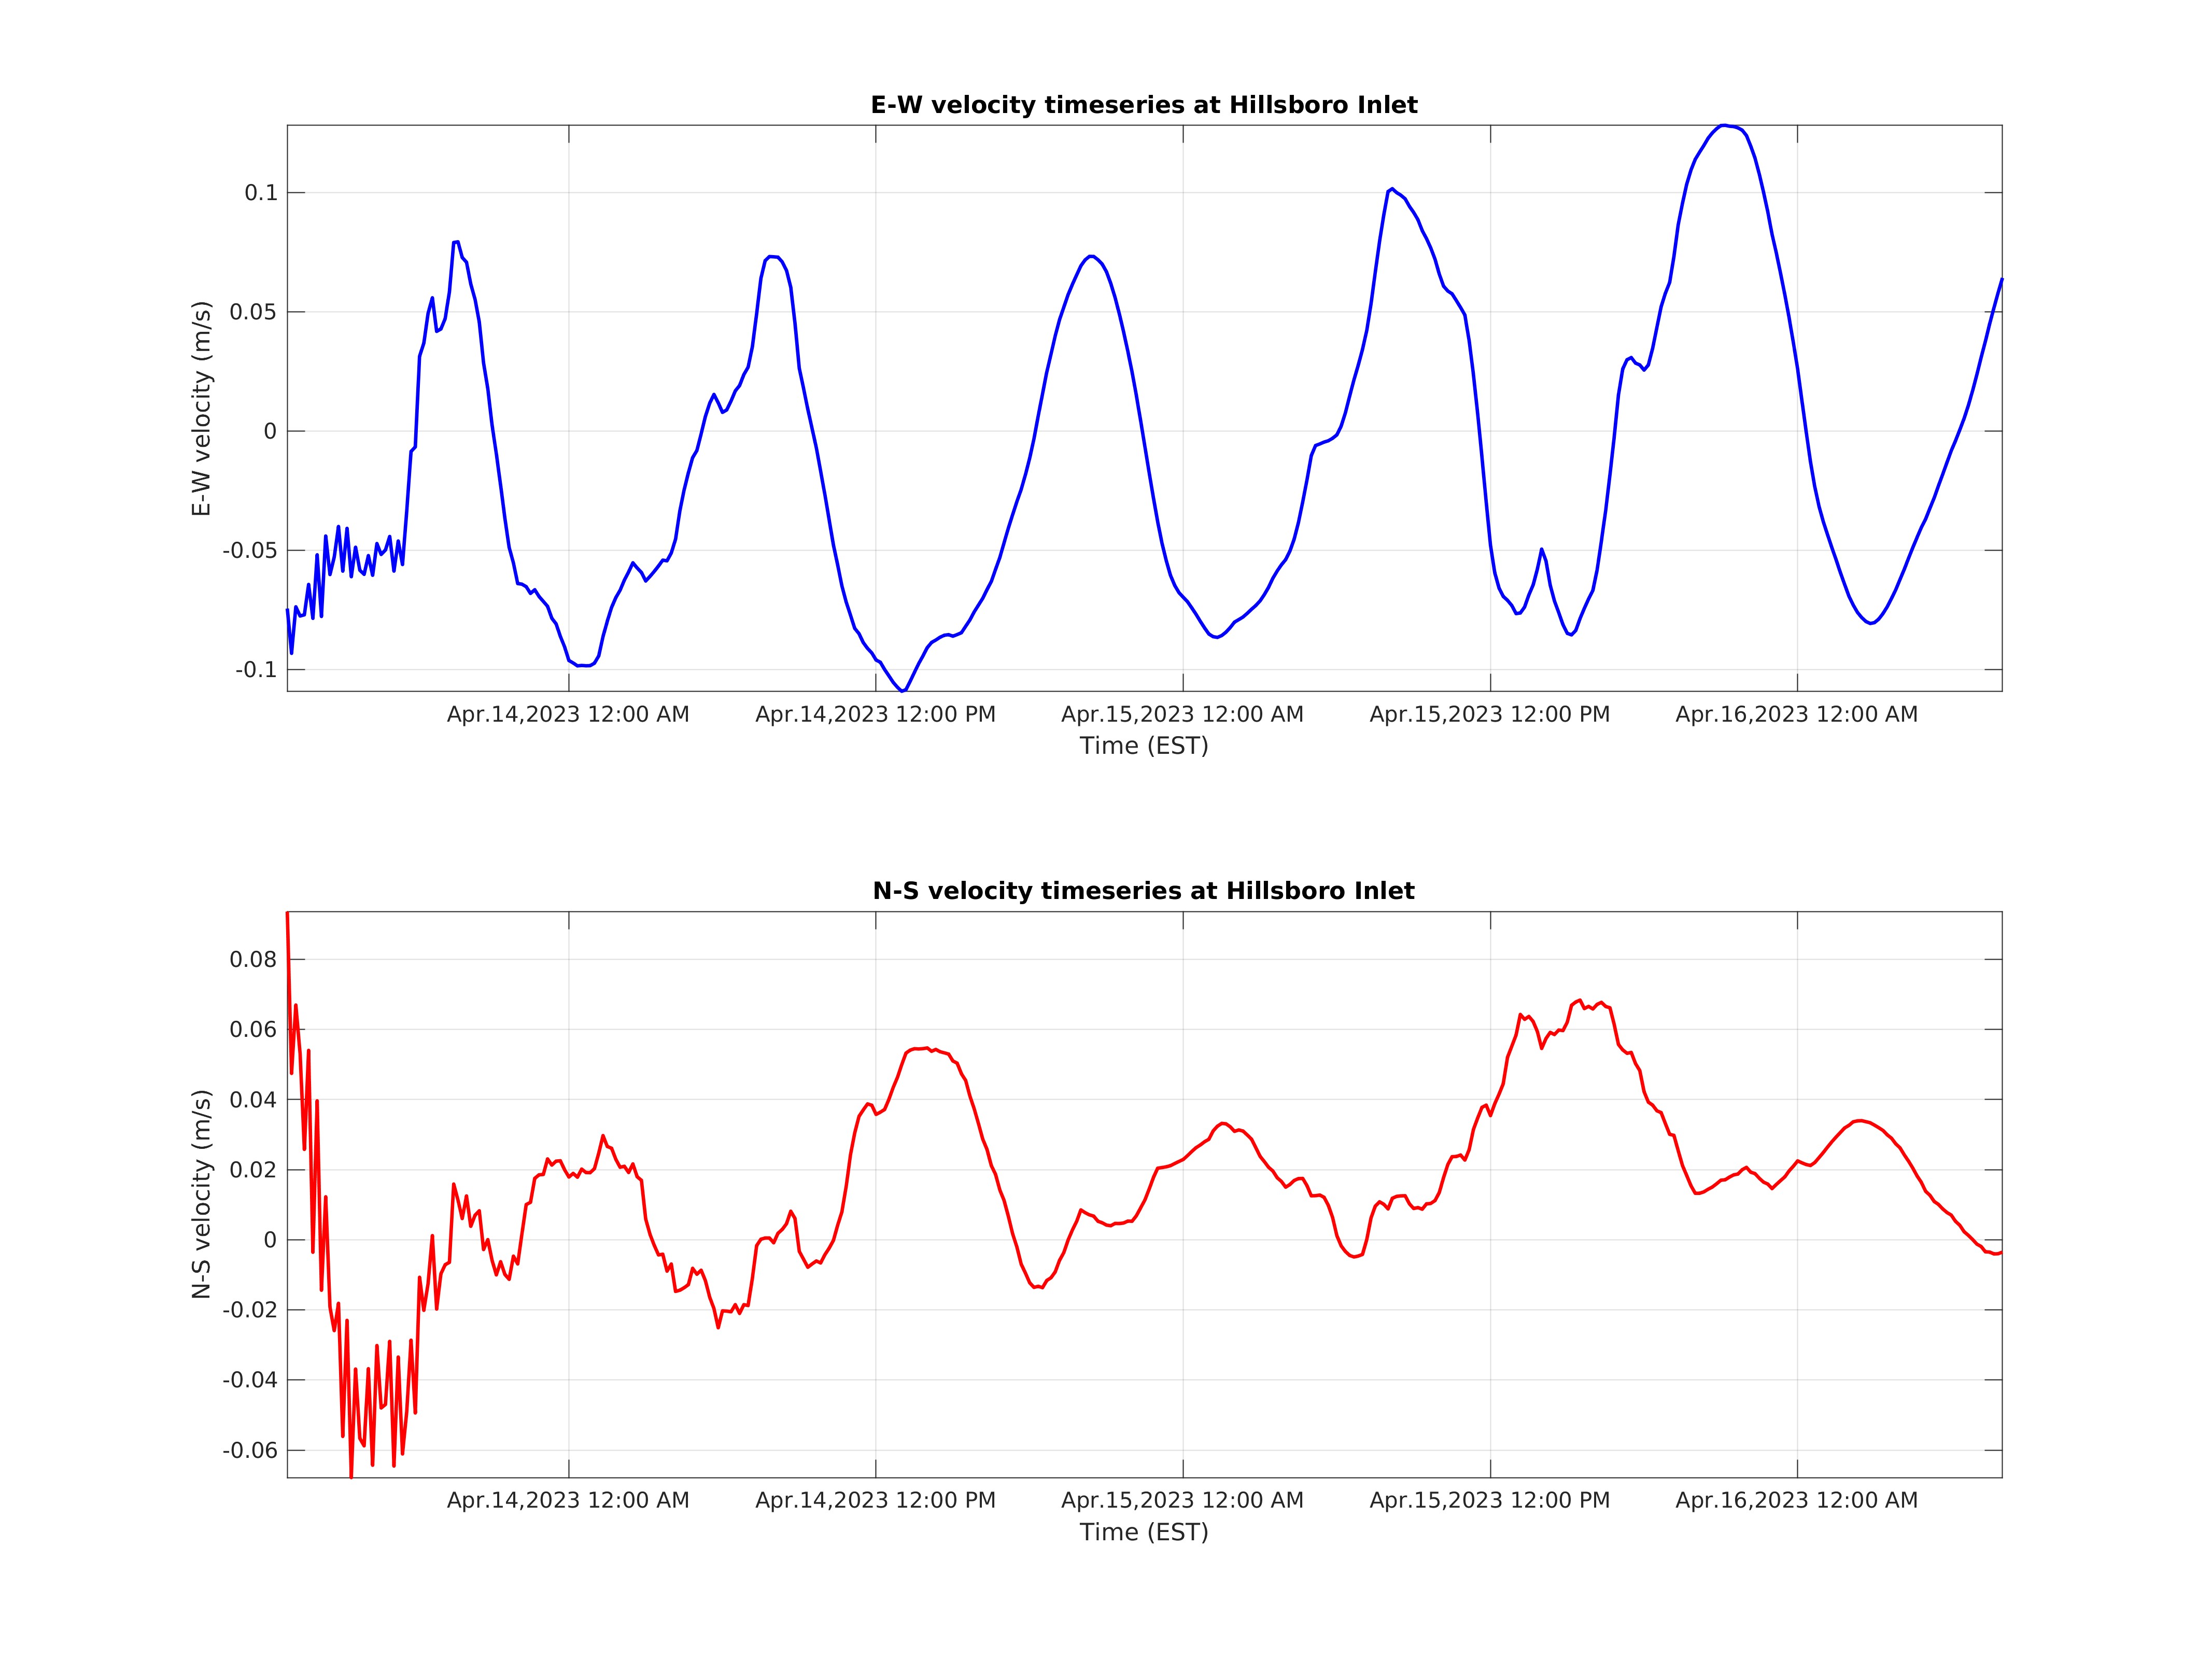 E-W velocity timeseries at Hillsboro Inlet
E-W velocity (m/s)
0.1
0.05
0
-0.05
-0.1
Apr.14,2023 12:00 AM Apr.14,2023 12:00 PM Apr.15,2023 12:00 AM Apr.15,2023 12:00 PM Apr.16,2023 12:00 AM
Time (EST)
N-S velocity timeseries at Hillsboro Inlet
N-S velocity (m/s)
0.08
0.06
0.04
0.02
0
-0.02
-0.04
-0.06
Apr.14,2023 12:00 AM Apr.14,2023 12:00 PM Apr.15,2023 12:00 AM Apr.15,2023 12:00 PM Apr.16,2023 12:00 AM
Time (EST)